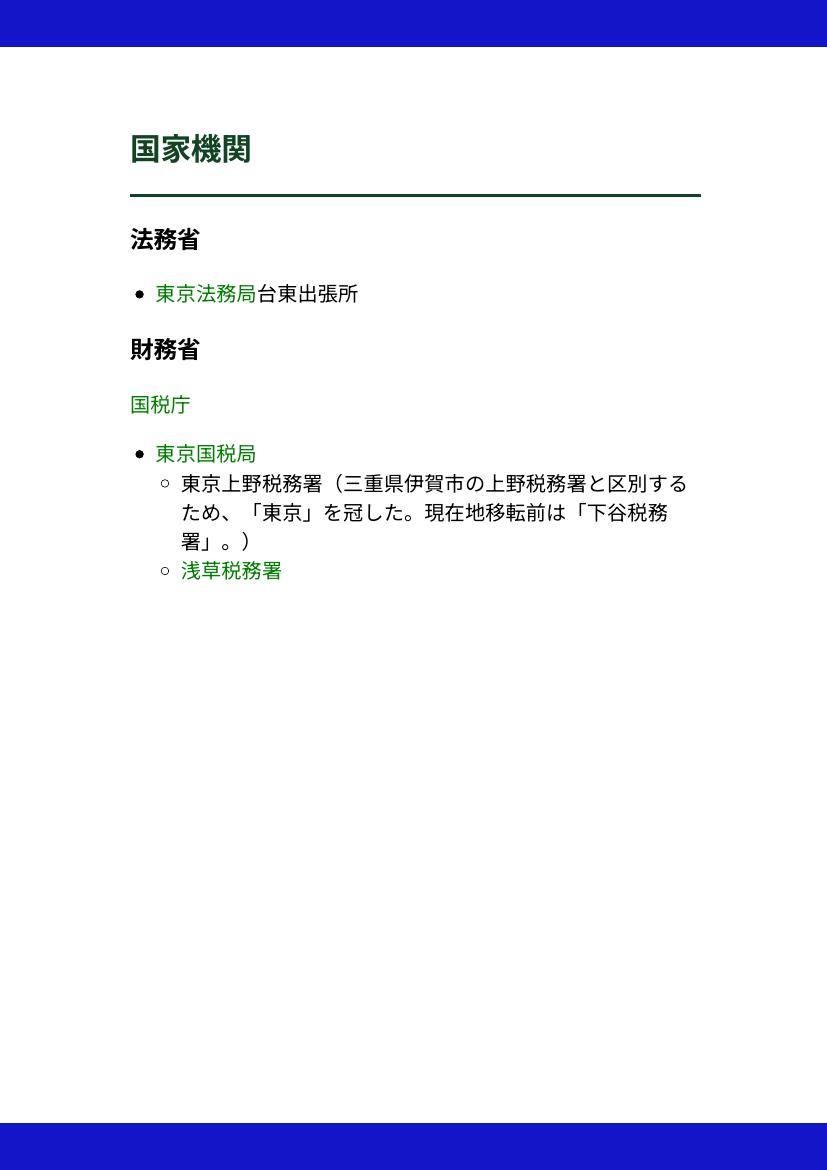 国家機関
法務省
東京法務局台東出張所
財務省
国税庁
東京国税局
東京上野税務署（三重県伊賀市の上野税務署と区別する
ため、「東京」を冠した。現在地移転前は「下谷税務
署」。）
浅草税務署